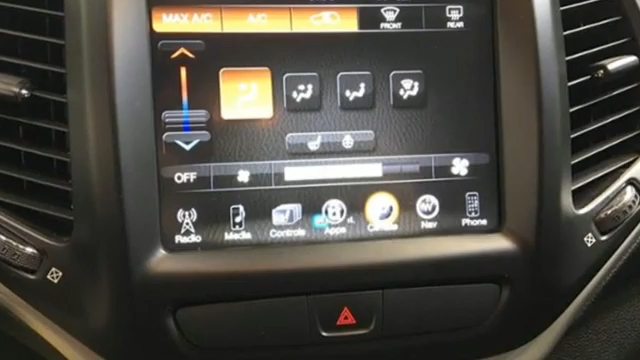 MAX A/C A/C FRONT REAR
OFF
Radio Media Controls Apps Climate Nav Phone